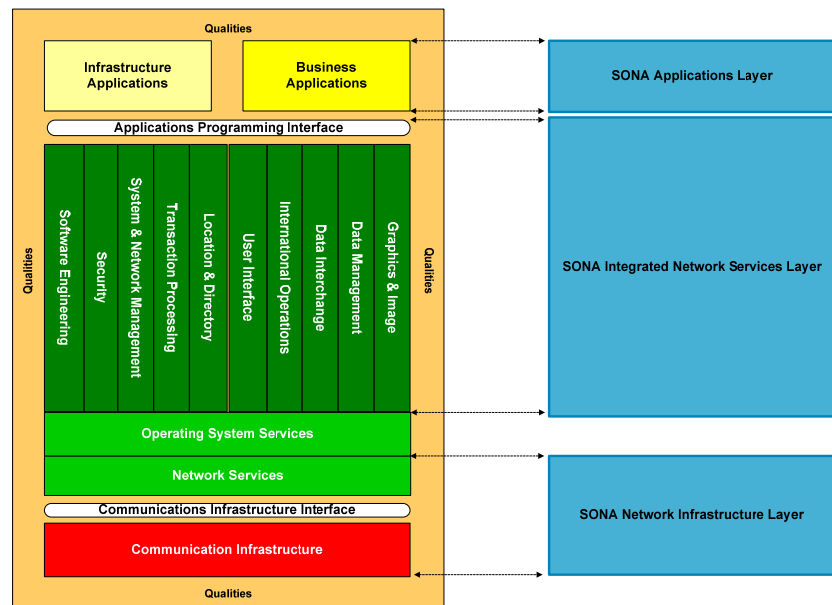 Qualities
Infrastructure
Applications
Business
Applications
SONA Applications Layer
Applications Programming Interface
Qualities
Software Engineering
Security
System & Network Management
Transaction Processing
Location & Directory
User Interface
International Operations
Data Interchange
Data Management
Graphics & Image
Qualities
SONA Integrated Network Services Layer
Operating System Services
Network Services
Communications Infrastructure Interface
SONA Network Infrastructure Layer
Communication Infrastructure
Qualities